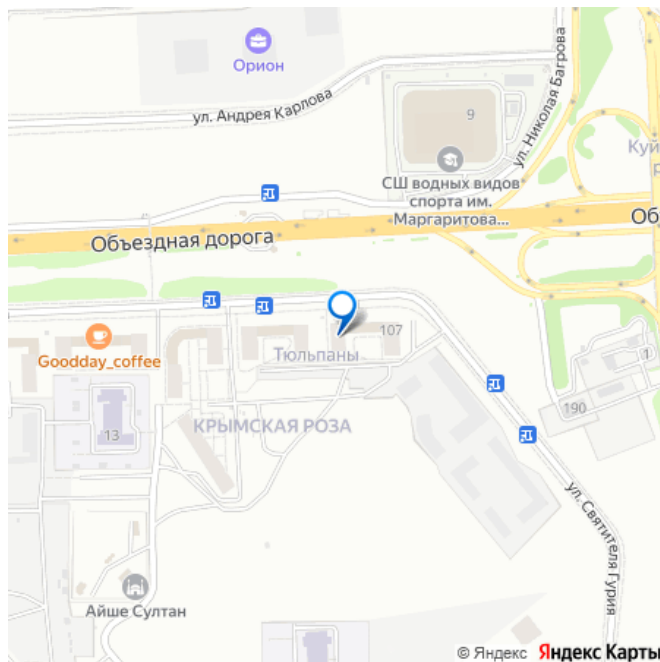 Орион
ул. Андрея Карлова
ул. Николая Багрова
9
СШ водных видов
спорта им.
Маргаритова...
Куй
р
Объездная дорога
Об
Goodday_coffee
Тюльпаны
107
1
190
КРЫМСКАЯ РОЗА
13
ул. Святителя Гурия
Айше Султан
© Яндекс Яндекс Карты